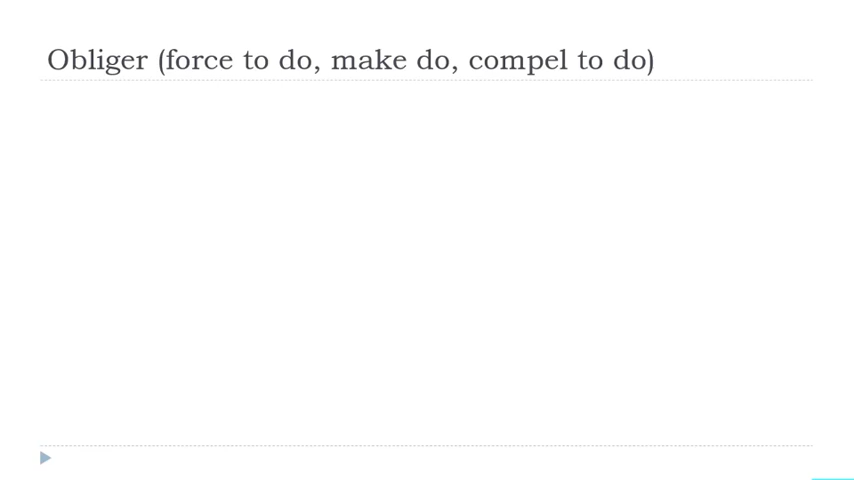 Obliger (force to do, make do, compel to do)